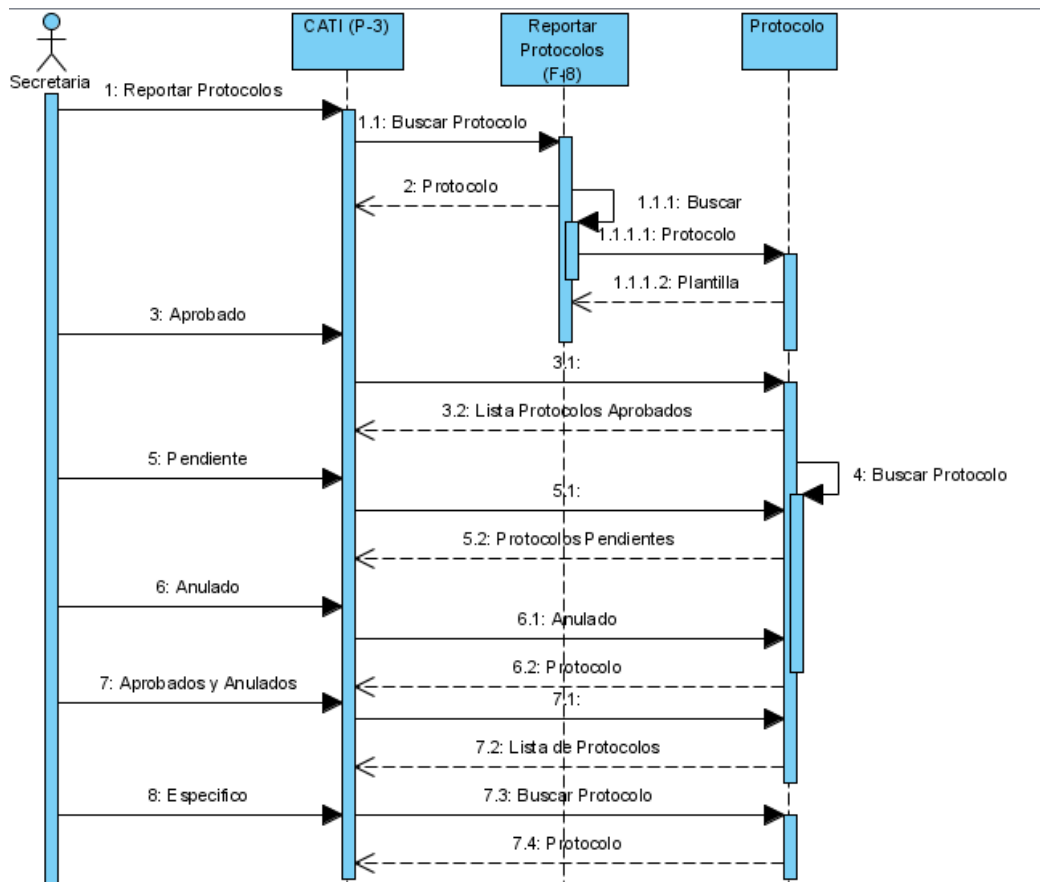 CATI (P-3)
Reportar
Protocolos
(F-8)
Protocolo
Secretaria
1: Reportar Protocolos
1.1: Buscar Protocolo
2: Protocolo
1.1.1: Buscar
1.1.1.1: Protocolo
1.1.1.2: Plantilla
3: Aprobado
3.1:
3.2: Lista Protocolos Aprobados
5: Pendiente
4: Buscar Protocolo
5.1:
5.2: Protocolos Pendientes
6: Anulado
6.1: Anulado
6.2: Protocolo
7: Aprobados y Anulados
7.1:
7.2: Lista de Protocolos
8: Especifico
7.3: Buscar Protocolo
7.4: Protocolo